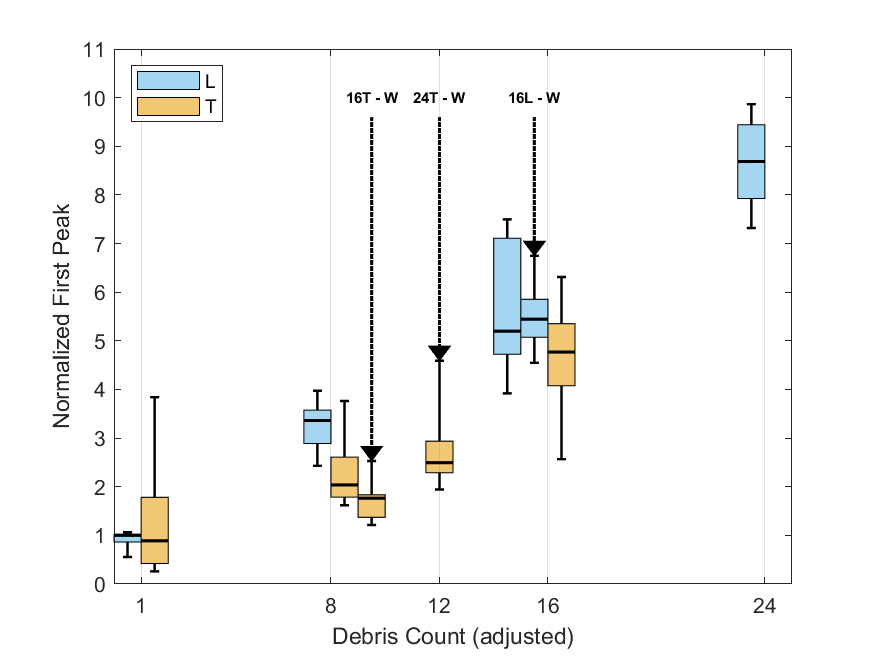 11
10
9
8
7
6
5
4
3
2
1
0
Normalized First Peak
L
T
16T - W 24T - W 16L - W
1 8 12 16 24
Debris Count (adjusted)